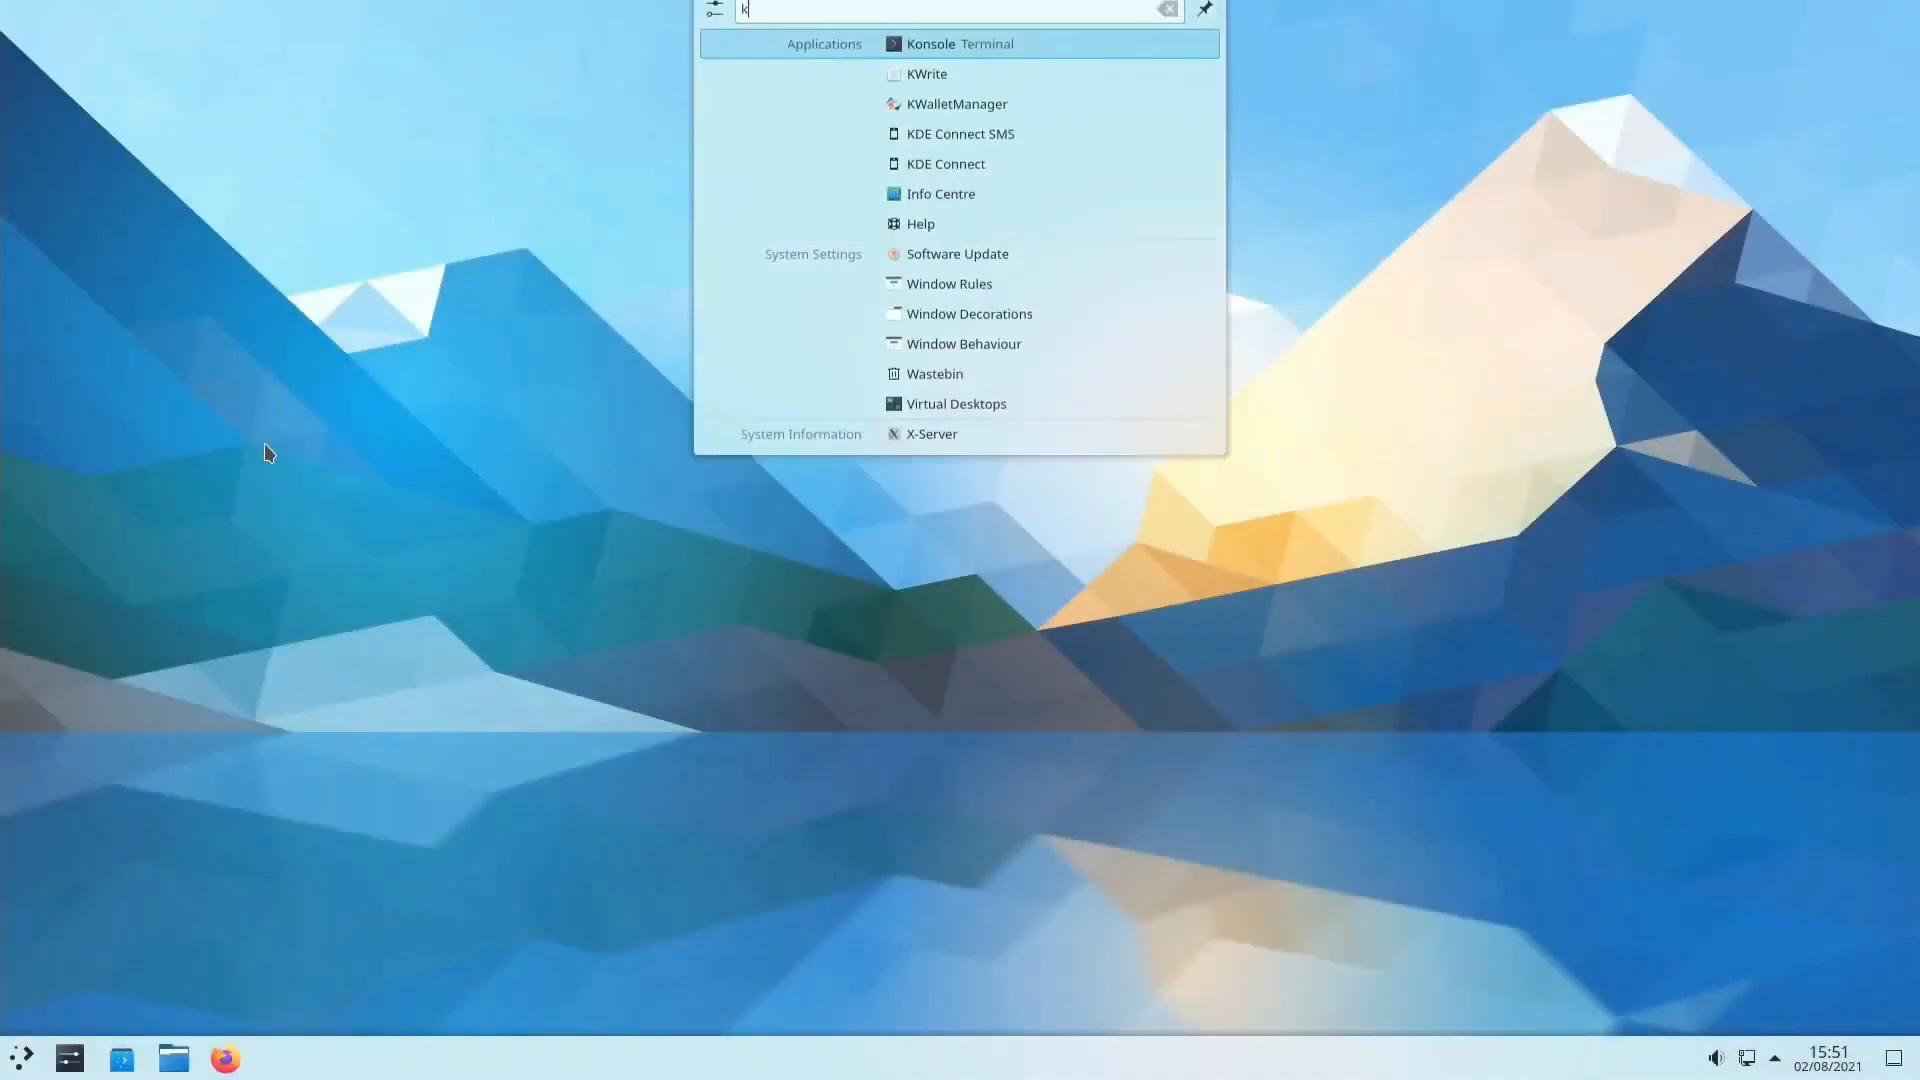 k
Applications Konsole Terminal
KWrite
KWalletManager
KDE Connect SMS
KDE Connect
Info Centre
Help
System Settings Software Update
Window Rules
Window Decorations
Window Behaviour
Wastebin
Virtual Desktops
System Information X-Server
15:51
02/08/2021